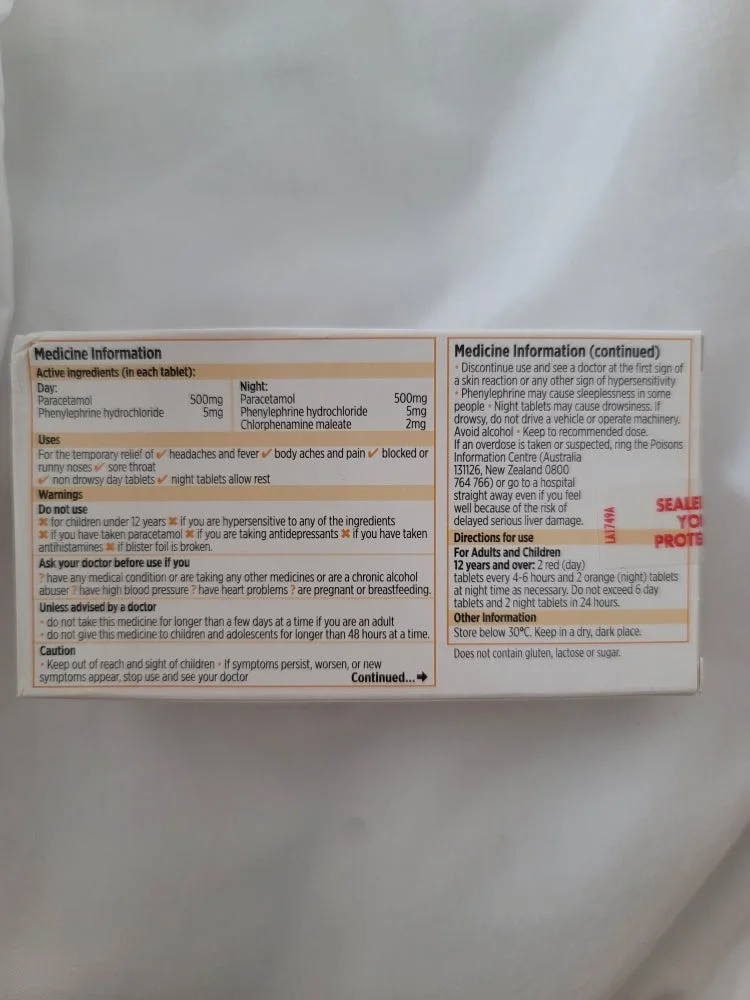 Medicine Information
Active ingredients (in each tablet):
Day:
Paracetamol 500mg
Phenylephrine hydrochloride 5mg
Night:
Paracetamol 500mg
Phenylephrine hydrochloride 5mg
Chlorphenamine maleate 2mg
Uses
For the temporary relief of ✔ headaches and fever ✔ body aches and pain ✔ blocked or
runny noses ✔ sore throat
✔ non drowsy day tablets ✔ night tablets allow rest
Warnings
Do not use
✖ for children under 12 years ✖ if you are hypersensitive to any of the ingredients
✖ if you have taken paracetamol ✖ if you are taking antidepressants ✖ if you have taken
antihistamines ✖ if blister foil is broken.
Ask your doctor before use if you
? have any medical condition or are taking any other medicines or are a chronic alcohol
abuser ? have high blood pressure ? have heart problems ? are pregnant or breastfeeding.
Unless advised by a doctor
• do not take this medicine for longer than a few days at a time if you are an adult
• do not give this medicine to children and adolescents for longer than 48 hours at a time.
Caution
• Keep out of reach and sight of children • If symptoms persist, worsen, or new
symptoms appear, stop use and see your doctor
Continued...➔
Medicine Information (continued)
• Discontinue use and see a doctor at the first sign of
a skin reaction or any other sign of hypersensitivity
• Phenylephrine may cause sleeplessness in some
people • Night tablets may cause drowsiness. If
drowsy, do not drive a vehicle or operate machinery.
Avoid alcohol • Keep to recommended dose.
If an overdose is taken or suspected, ring the Poisons
Information Centre (Australia
131126, New Zealand 0800
764 766) or go to a hospital
straight away even if you feel
well because of the risk of
delayed serious liver damage.
Directions for use
For Adults and Children
12 years and over: 2 red (day)
tablets every 4-6 hours and 2 orange (night) tablets
at night time as necessary. Do not exceed 6 day
tablets and 2 night tablets in 24 hours.
Other Information
Store below 30°C. Keep in a dry, dark place.
Does not contain gluten, lactose or sugar.
LA1749A
SEALE
YO
PROTE